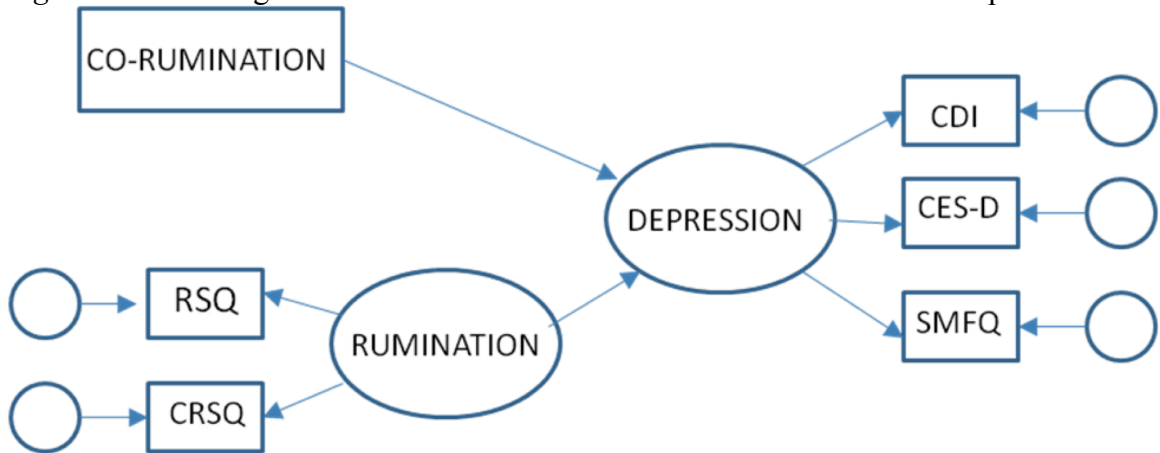 CO-RUMINATION
CDI
DEPRESSION
CES-D
RSQ
SMFQ
RUMINATION
CRSQ